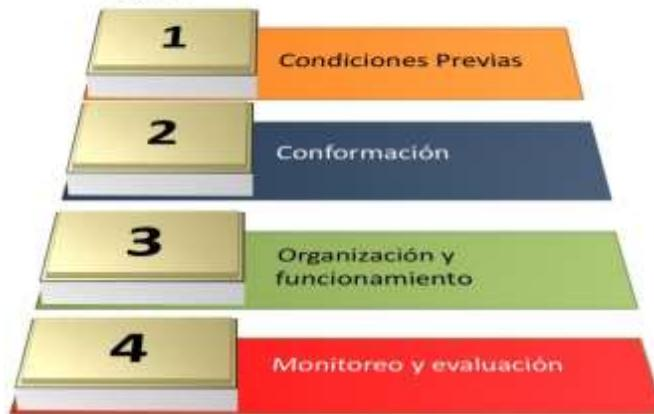 1
Condiciones Previas
2
Conformación
3
Organización y
funcionamiento
4
Monitoreo y evaluación